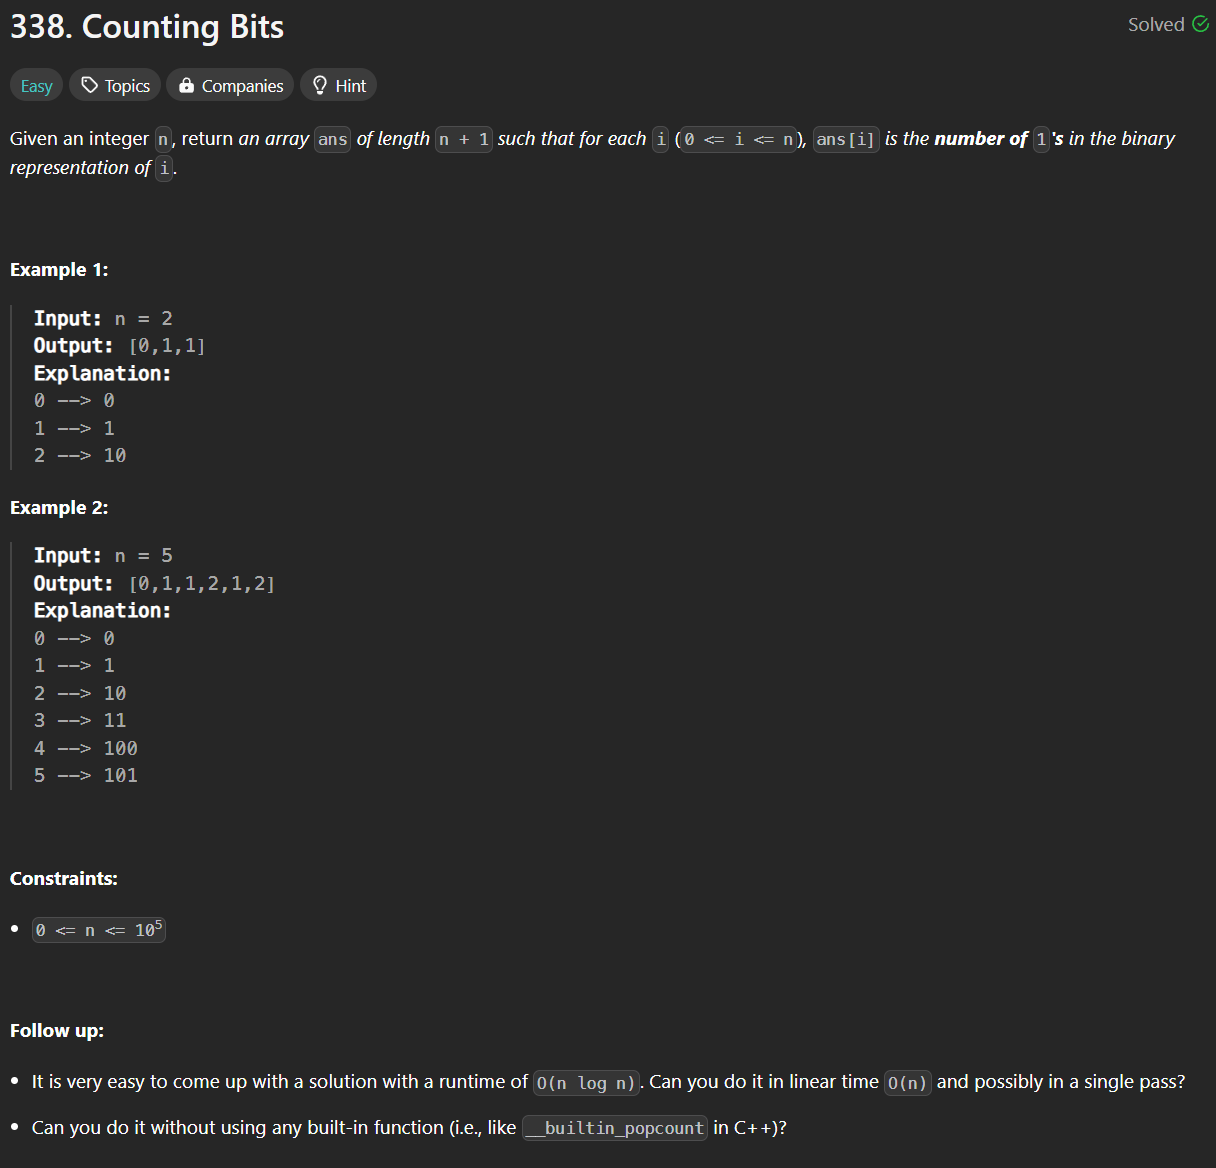 338. Counting Bits
Solved
Easy
Topics
Companies
Hint
Given an integer n, return an array ans of length n + 1 such that for each i (0 <= i <= n), ans[i] is the number of 1's in the binary
representation of i.
Example 1:
Input: n = 2
Output: [0,1,1]
Explanation:
0 --> 0
1 --> 1
2 --> 10
Example 2:
Input: n = 5
Output: [0,1,1,2,1,2]
Explanation:
0 --> 0
1 --> 1
2 --> 10
3 --> 11
4 --> 100
5 --> 101
Constraints:
• 0 <= n <= 10⁵
Follow up:
• It is very easy to come up with a solution with a runtime of O(n log n). Can you do it in linear time O(n) and possibly in a single pass?
• Can you do it without using any built-in function (i.e., like __builtin_popcount in C++)?